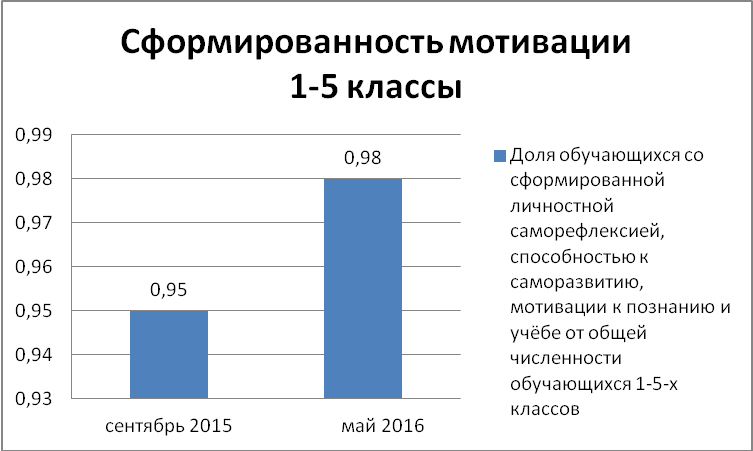 Сформированность мотивации
1-5 классы
0,99
0,98
0,97
0,96
0,95
0,94
0,93
0,95
0,98
сентябрь 2015
май 2016
Доля обучающихся со
сформированной
личностной
саморефлексией,
способностью к
саморазвитию,
мотивации к познанию и
учёбе от общей
численности
обучающихся 1-5-х
классов